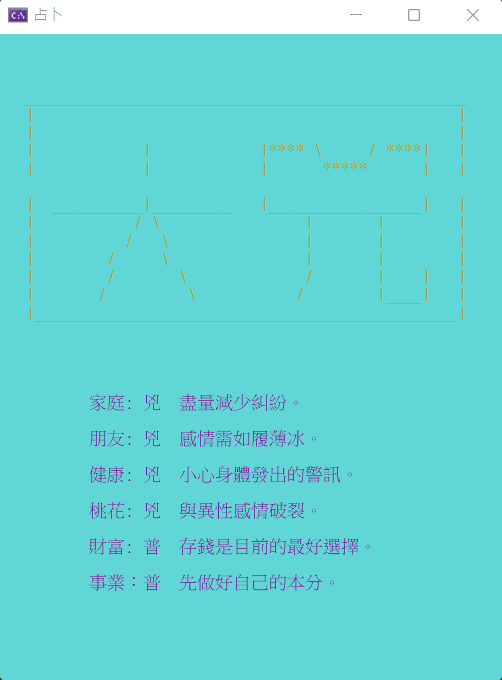 占卜
大兇
家庭: 兇　盡量減少糾紛。
朋友: 兇　感情需如履薄冰。
健康: 兇　小心身體發出的警訊。
桃花: 兇　與異性感情破裂。
財富: 普　存錢是目前的最好選擇。
事業：普　先做好自己的本分。